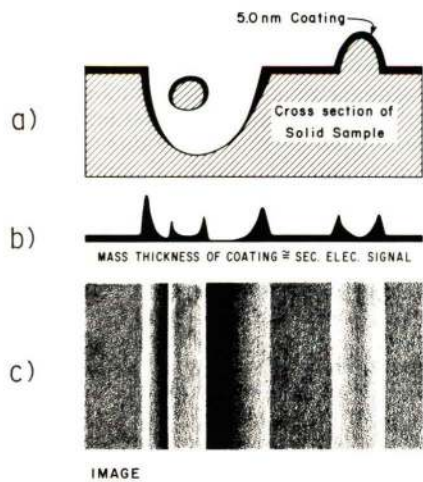 5.0 nm Coating
a)
Cross section of
Solid Sample
b)
MASS THICKNESS OF COATING ≅ SEC. ELEC. SIGNAL
c)
IMAGE